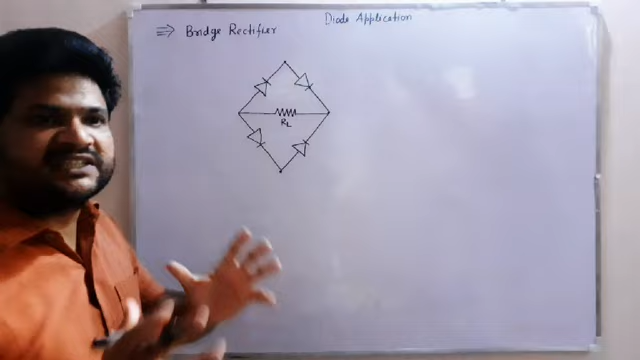 Diode Application
⇒ Bridge Rectifier
RL